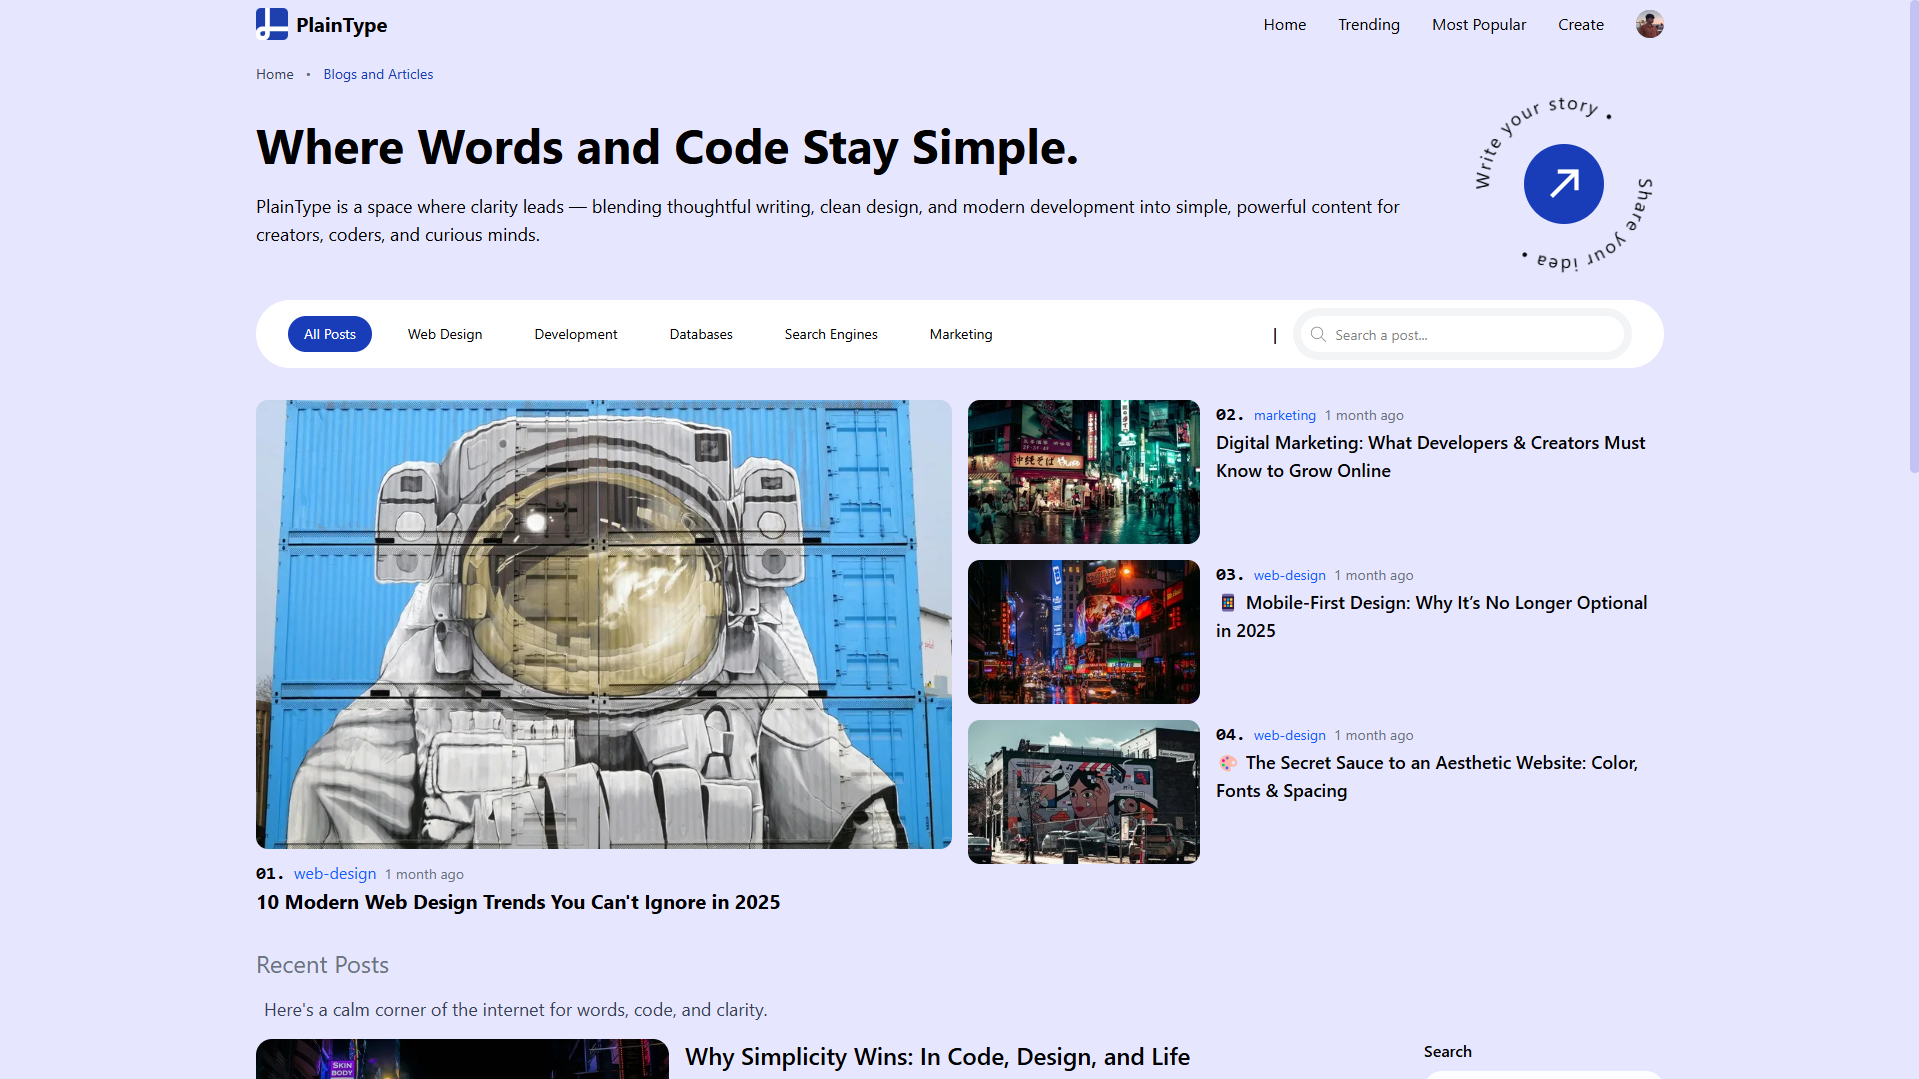 PlainType
Home
Trending
Most Popular
Create
Home • Blogs and Articles
Where Words and Code Stay Simple.
PlainType is a space where clarity leads — blending thoughtful writing, clean design, and modern development into simple, powerful content for
creators, coders, and curious minds.
Write your story •
Share your idea •
All Posts
Web Design
Development
Databases
Search Engines
Marketing
|
Search a post...
01. web-design 1 month ago
10 Modern Web Design Trends You Can't Ignore in 2025
沖縄そば
02. marketing 1 month ago
Digital Marketing: What Developers & Creators Must
Know to Grow Online
03. web-design 1 month ago
📱 Mobile-First Design: Why It’s No Longer Optional
in 2025
04. web-design 1 month ago
🎨 The Secret Sauce to an Aesthetic Website: Color,
Fonts & Spacing
Recent Posts
Here's a calm corner of the internet for words, code, and clarity.
SKIN
BODY
Why Simplicity Wins: In Code, Design, and Life
Search